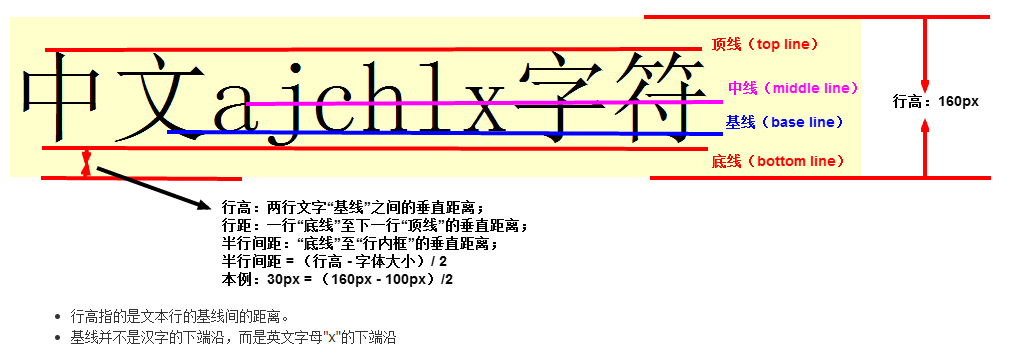 中文ajchlx字符
顶线（top line）
中线（middle line）
基线（base line）
底线（bottom line）
行高：160px
行高：两行文字“基线”之间的垂直距离；
行距：一行“底线”至下一行“顶线”的垂直距离；
半行间距：“底线”至“行内框”的垂直距离；
半行间距 =（行高 - 字体大小）/ 2
本例：30px =（160px - 100px）/2
• 行高指的是文本行的基线间的距离。
• 基线并不是汉字的下端沿，而是英文字母"x"的下端沿